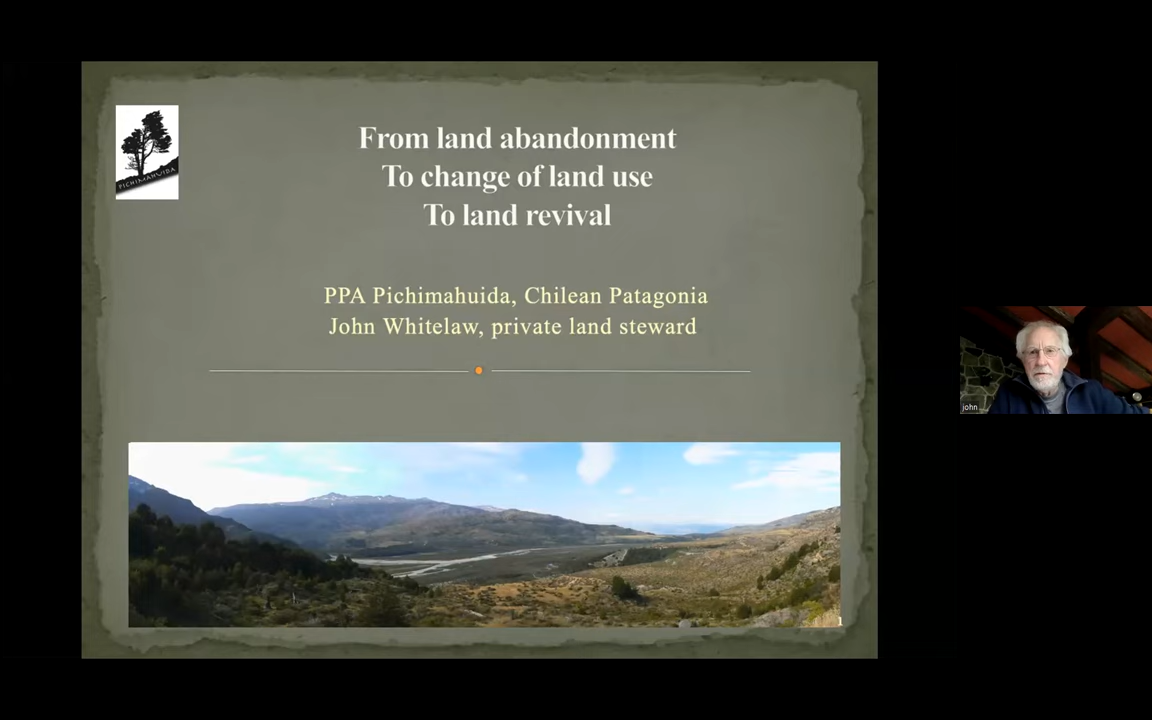 PICHIMAHUIDA
From land abandonment
To change of land use
To land revival
PPA Pichimahuida, Chilean Patagonia
John Whitelaw, private land steward
john
1